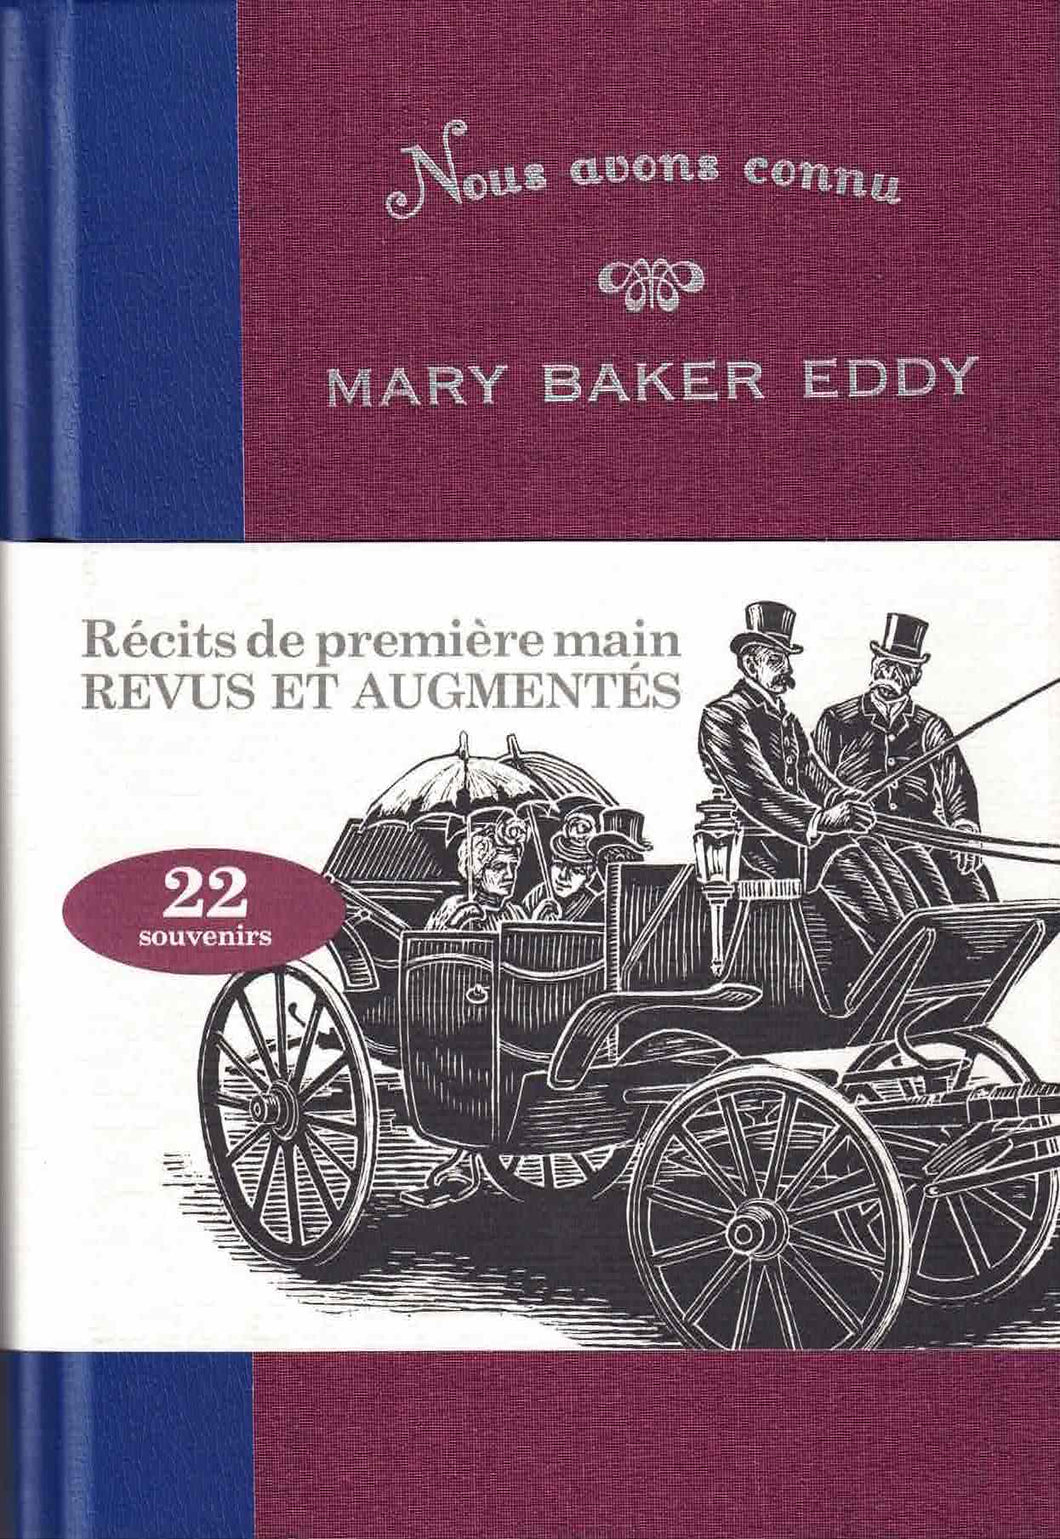 Nous avons connu
MARY BAKER EDDY
Récits de première main
REVUS ET AUGMENTÉS
22
souvenirs